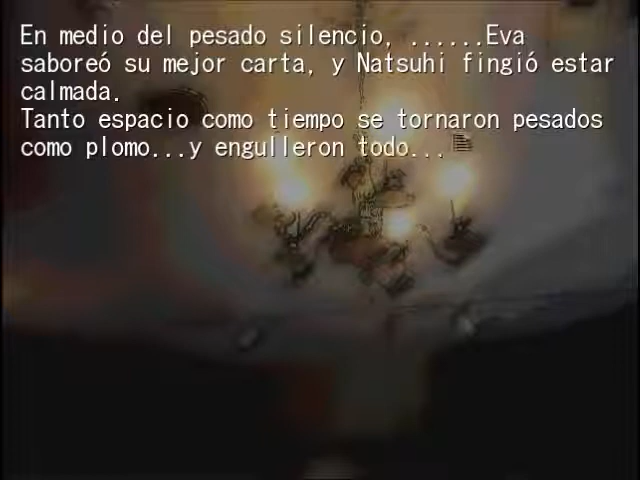 En medio del pesado silencio, ......Eva
saboreó su mejor carta, y Natsuhi fingió estar
calmada.
Tanto espacio como tiempo se tornaron pesados
como plomo...y engulleron todo...